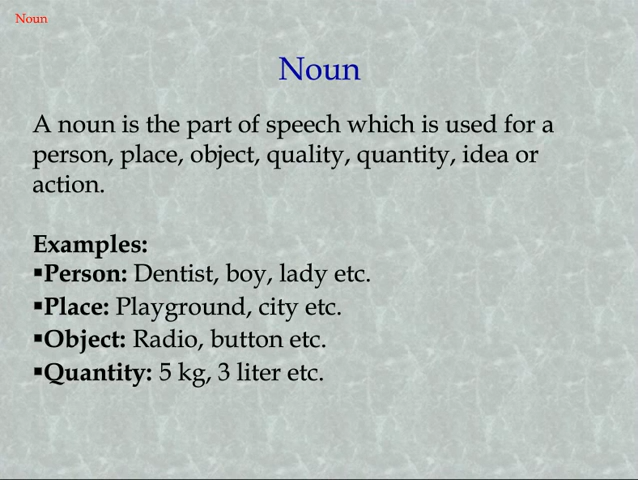 Noun
Noun
A noun is the part of speech which is used for a
person, place, object, quality, quantity, idea or
action.
Examples:
▪Person: Dentist, boy, lady etc.
▪Place: Playground, city etc.
▪Object: Radio, button etc.
▪Quantity: 5 kg, 3 liter etc.